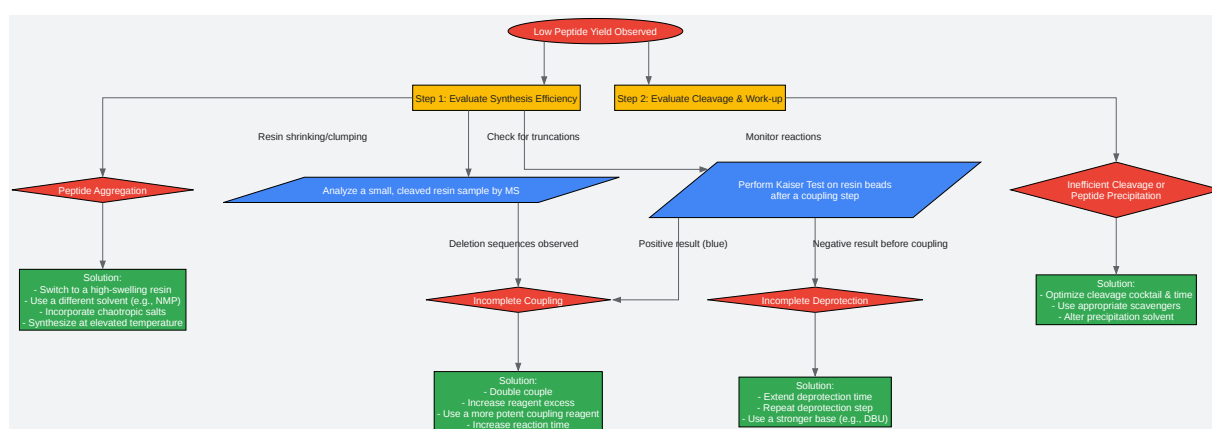 Low Peptide Yield Observed
Step 1: Evaluate Synthesis Efficiency
Step 2: Evaluate Cleavage & Work-up
Resin shrinking/clumping
Check for truncations
Monitor reactions
Peptide Aggregation
Analyze a small, cleaved resin sample by MS
Perform Kaiser Test on resin beads
after a coupling step
Inefficient Cleavage or
Peptide Precipitation
Deletion sequences observed
Positive result (blue)
Negative result before coupling
Solution:
- Switch to a high-swelling resin
- Use a different solvent (e.g., NMP)
- Incorporate chaotropic salts
- Synthesize at elevated temperature
Incomplete Coupling
Incomplete Deprotection
Solution:
- Optimize cleavage cocktail & time
- Use appropriate scavengers
- Alter precipitation solvent
Solution:
- Double couple
- Increase reagent excess
- Use a more potent coupling reagent
- Increase reaction time
Solution:
- Extend deprotection time
- Repeat deprotection step
- Use a stronger base (e.g., DBU)